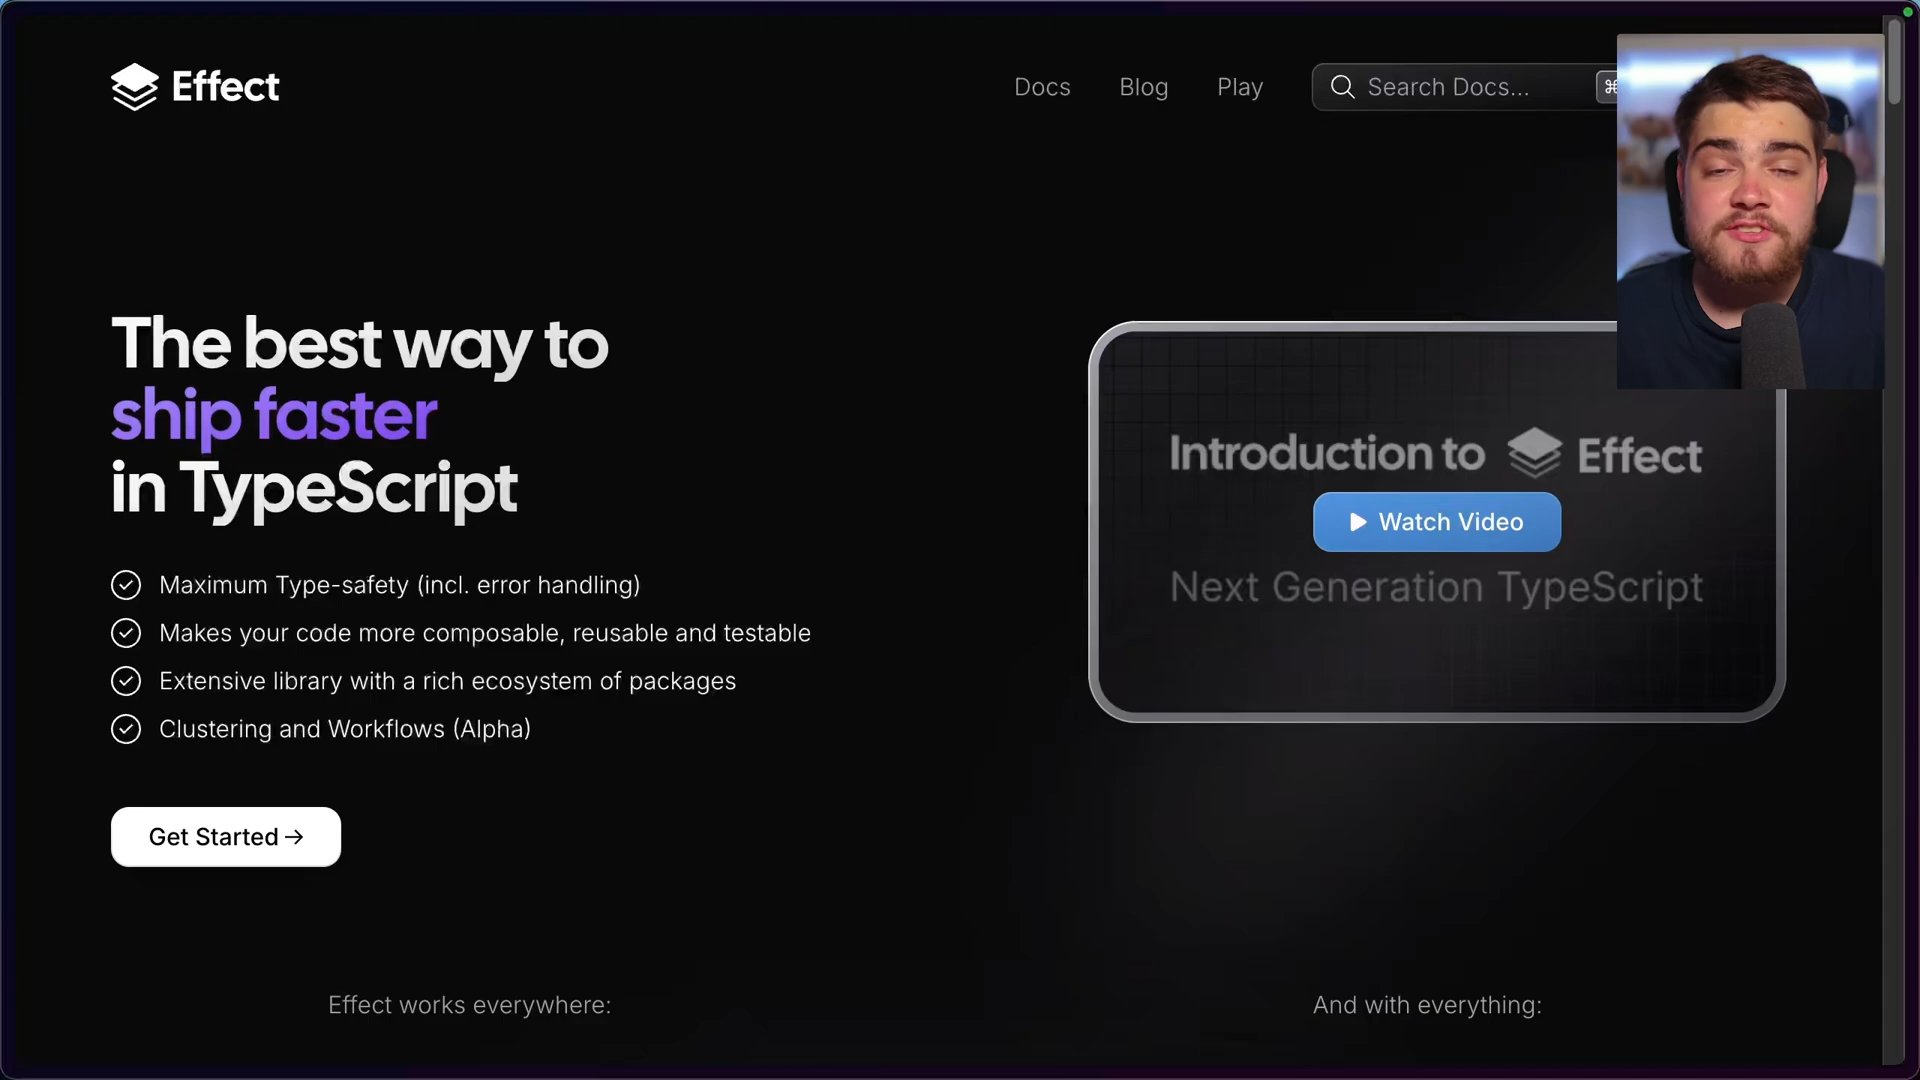 Effect
Docs
Blog
Play
Search Docs...
⌘
The best way to
ship faster
in TypeScript
Maximum Type-safety (incl. error handling)
Makes your code more composable, reusable and testable
Extensive library with a rich ecosystem of packages
Clustering and Workflows (Alpha)
Get Started →
Introduction to Effect
Watch Video
Next Generation TypeScript
Effect works everywhere:
And with everything: